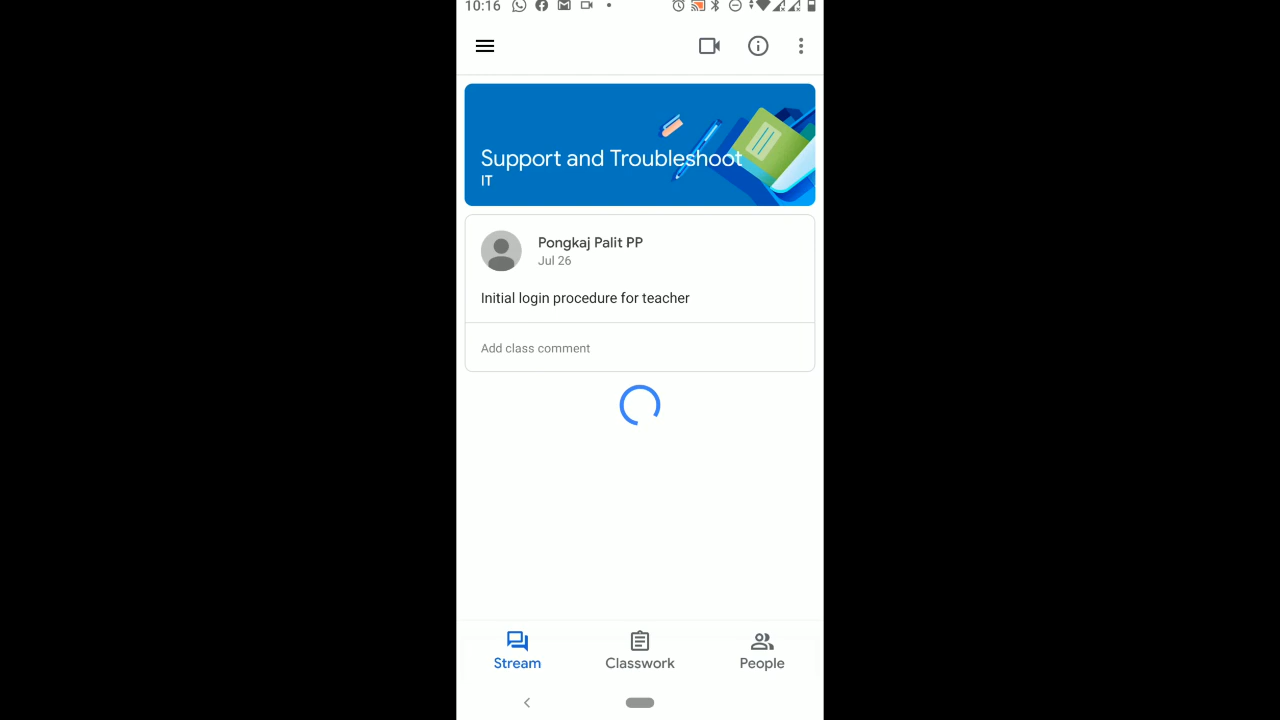 10:16
Support and Troubleshoot
IT
Pongkaj Palit PP
Jul 26
Initial login procedure for teacher
Add class comment
Stream
Classwork
People